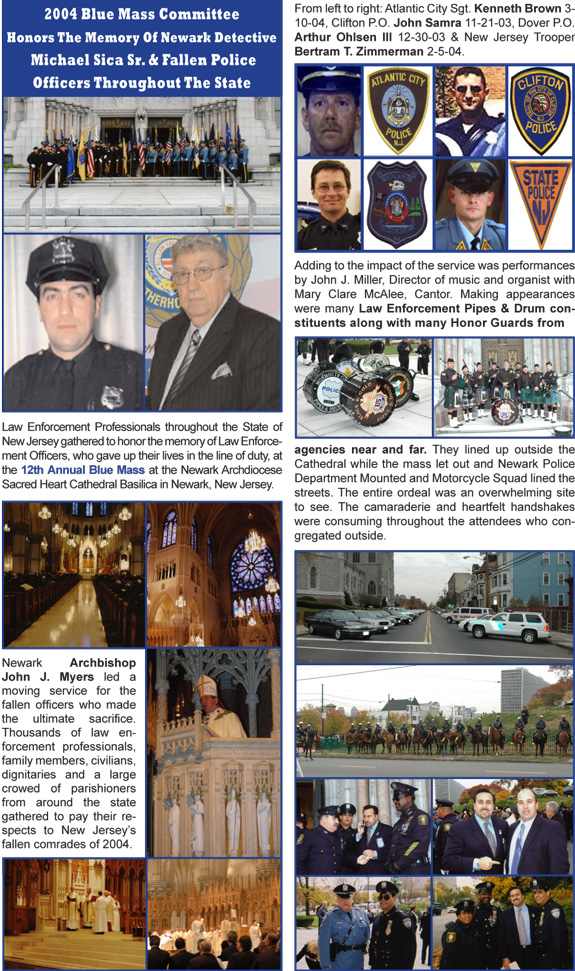 2004 Blue Mass Committee
Honors The Memory Of Newark Detective
Michael Sica Sr. & Fallen Police
Officers Throughout The State
Law Enforcement Professionals throughout the State of
New Jersey gathered to honor the memory of Law Enforce-
ment Officers, who gave up their lives in the line of duty, at
the 12th Annual Blue Mass at the Newark Archdiocese
Sacred Heart Cathedral Basilica in Newark, New Jersey.
Newark Archbishop
John J. Myers led a
moving service for the
fallen officers who made
the ultimate sacrifice.
Thousands of law en-
forcement professionals,
family members, civilians,
dignitaries and a large
crowed of parishioners
from around the state
gathered to pay their re-
spects to New Jersey's
fallen comrades of 2004.
From left to right: Atlantic City Sgt. Kenneth Brown 3-
10-04, Clifton P.O. John Samra 11-21-03, Dover P.O.
Arthur Ohlsen III 12-30-03 & New Jersey Trooper
Bertram T. Zimmerman 2-5-04.
ATLANTIC CITY
POLICE
N.J.
CLIFTON
POLICE
STATE
POLICE
NJ
Adding to the impact of the service was performances
by John J. Miller, Director of music and organist with
Mary Clare McAlee, Cantor. Making appearances
were many Law Enforcement Pipes & Drum con-
stituents along with many Honor Guards from
agencies near and far. They lined up outside the
Cathedral while the mass let out and Newark Police
Department Mounted and Motorcycle Squad lined the
streets. The entire ordeal was an overwhelming site
to see. The camaraderie and heartfelt handshakes
were consuming throughout the attendees who con-
gregated outside.